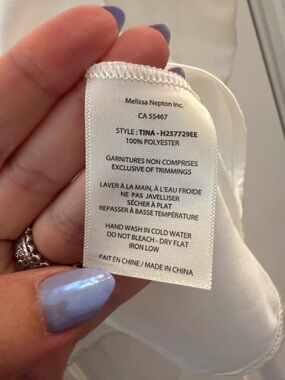 Melissa Nepton Inc.
CA 55467
STYLE : TINA - H257729EE
100% POLYESTER
GARNITURES NON COMPRISES
EXCLUSIVE OF TRIMMINGS
LAVER À LA MAIN, À L'EAU FROIDE
NE PAS JAVELLISER
SÉCHER À PLAT
REPASSER À BASSE TEMPÉRATURE
HAND WASH IN COLD WATER
DO NOT BLEACH - DRY FLAT
IRON LOW
FAIT EN CHINE / MADE IN CHINA